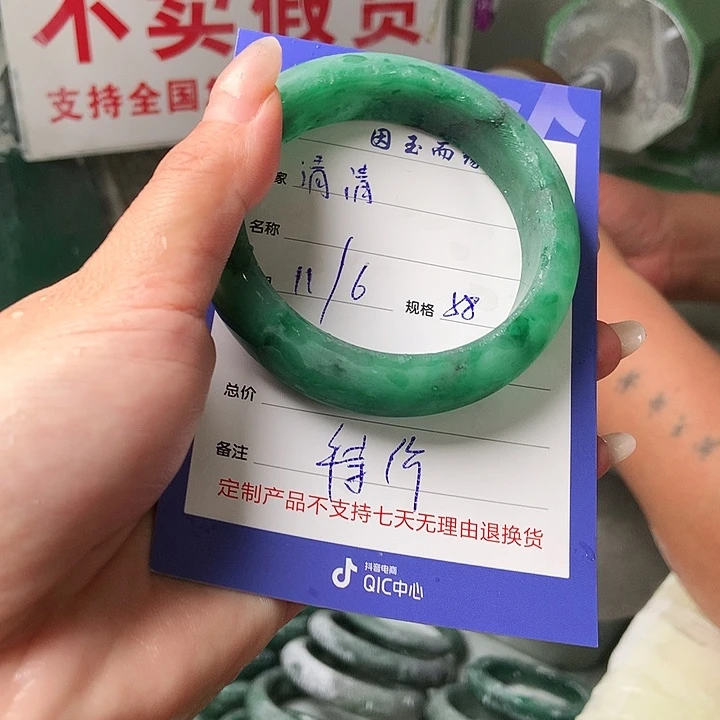 不卖假货
支持全国
因玉而
家 清清
名称
11/6 规格 58
总价
备注 特价
定制产品不支持七天无理由退换货
抖音电商
QIC中心